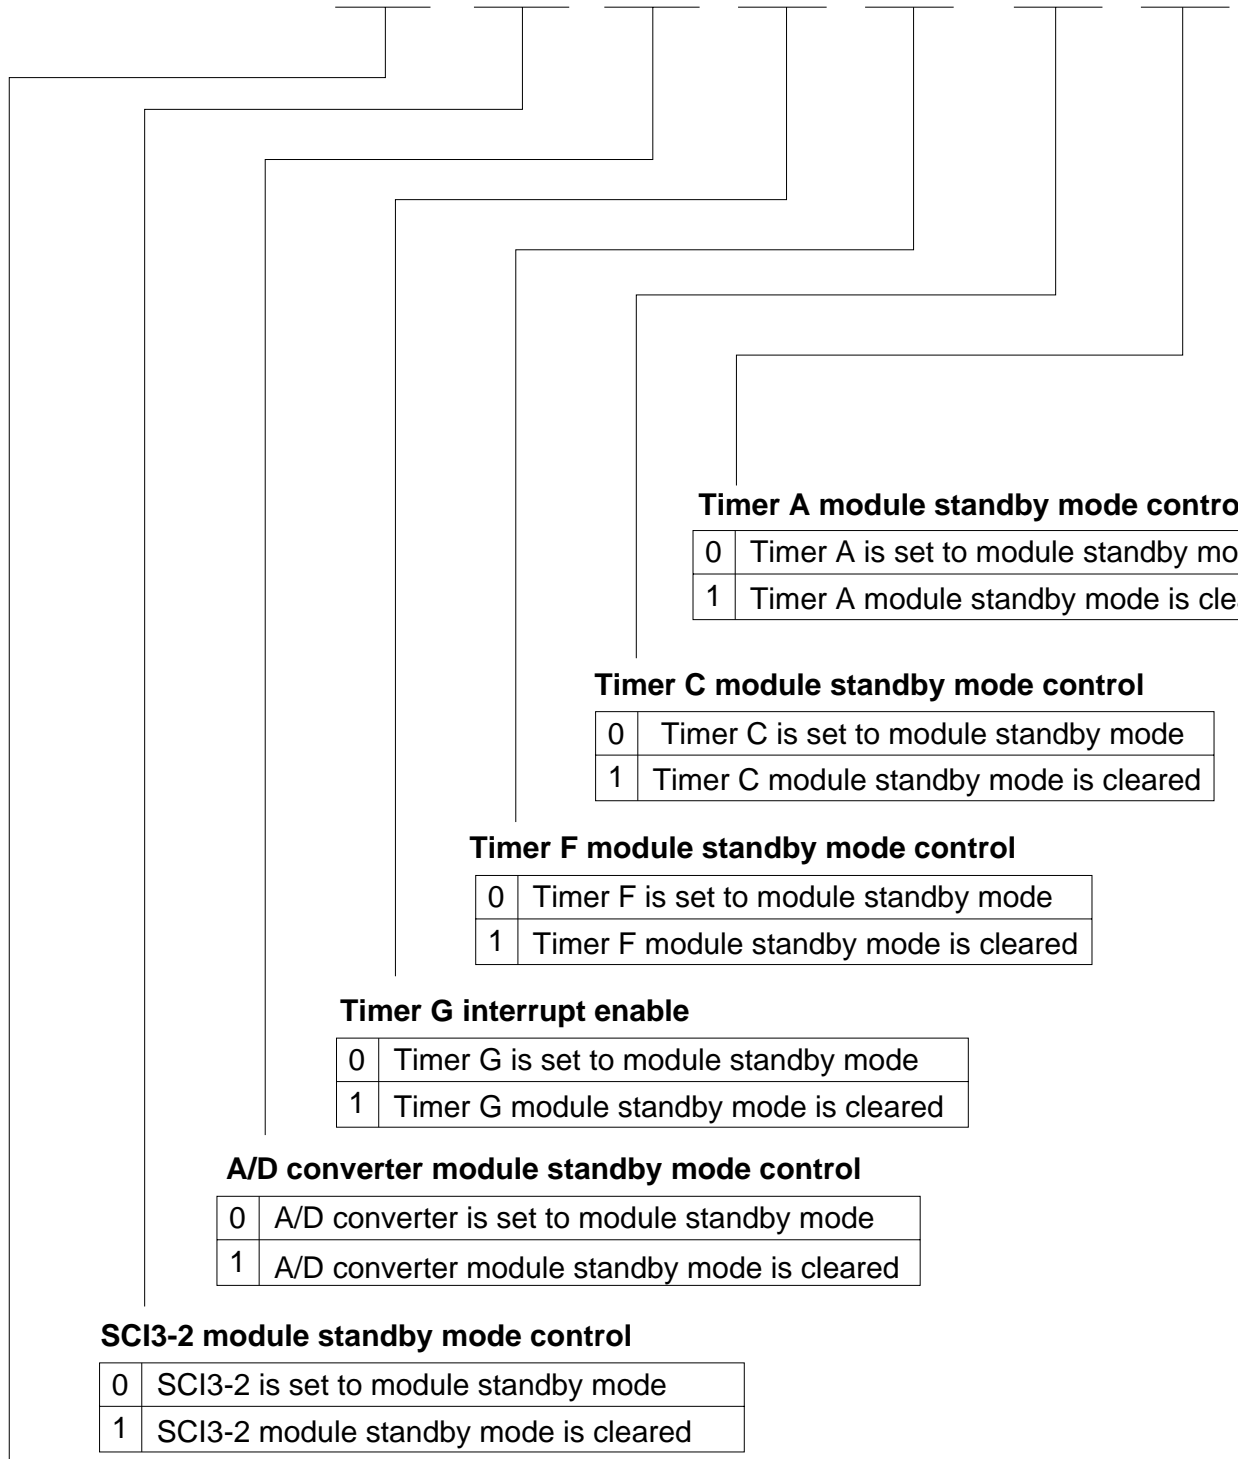 Timer A module standby mode contro
0 Timer A is set to module standby mo
1 Timer A module standby mode is cle
Timer C module standby mode control
0 Timer C is set to module standby mode
1 Timer C module standby mode is cleared
Timer F module standby mode control
0 Timer F is set to module standby mode
1 Timer F module standby mode is cleared
Timer G interrupt enable
0 Timer G is set to module standby mode
1 Timer G module standby mode is cleared
A/D converter module standby mode control
0 A/D converter is set to module standby mode
1 A/D converter module standby mode is cleared
SCI3-2 module standby mode control
0 SCI3-2 is set to module standby mode
1 SCI3-2 module standby mode is cleared